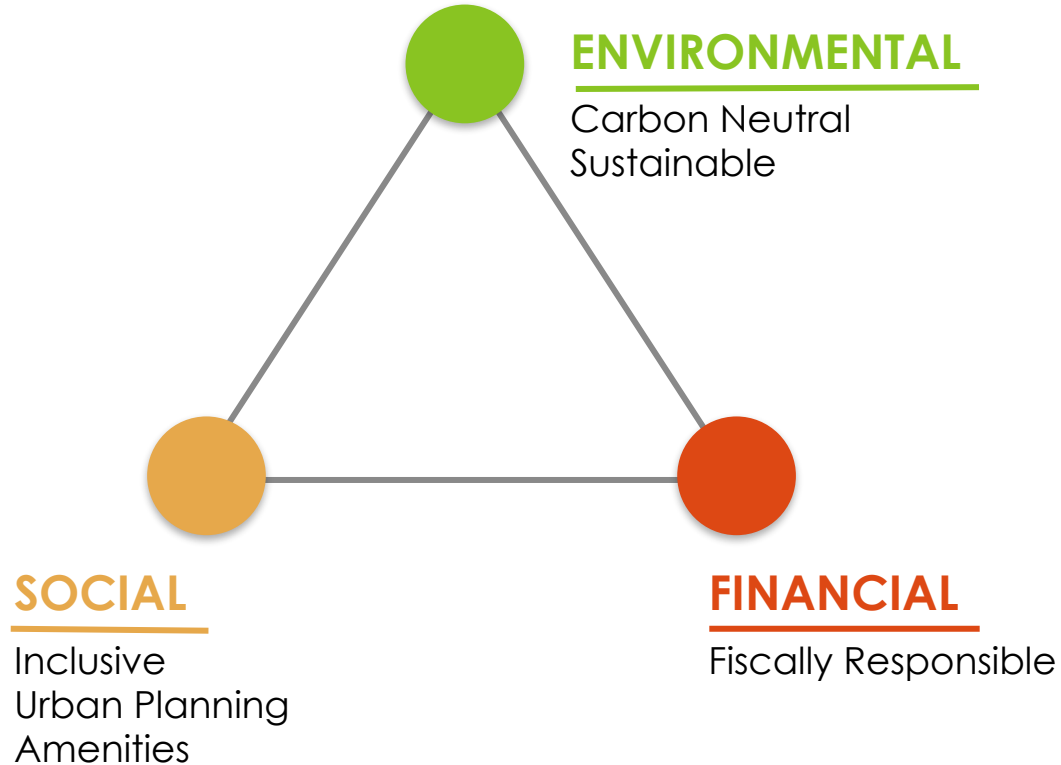 ENVIRONMENTAL
Carbon Neutral
Sustainable
SOCIAL
Inclusive
Urban Planning
Amenities
FINANCIAL
Fiscally Responsible